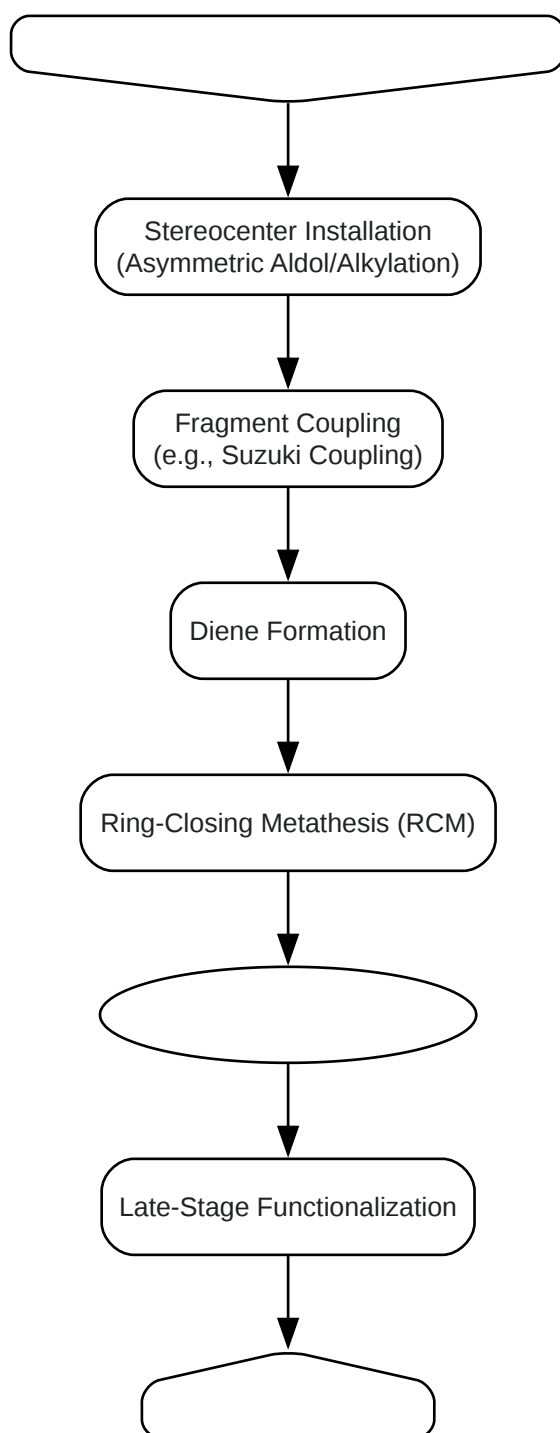 Stereocenter Installation
(Asymmetric Aldol/Alkylation)
Fragment Coupling
(e.g., Suzuki Coupling)
Diene Formation
Ring-Closing Metathesis (RCM)
Late-Stage Functionalization